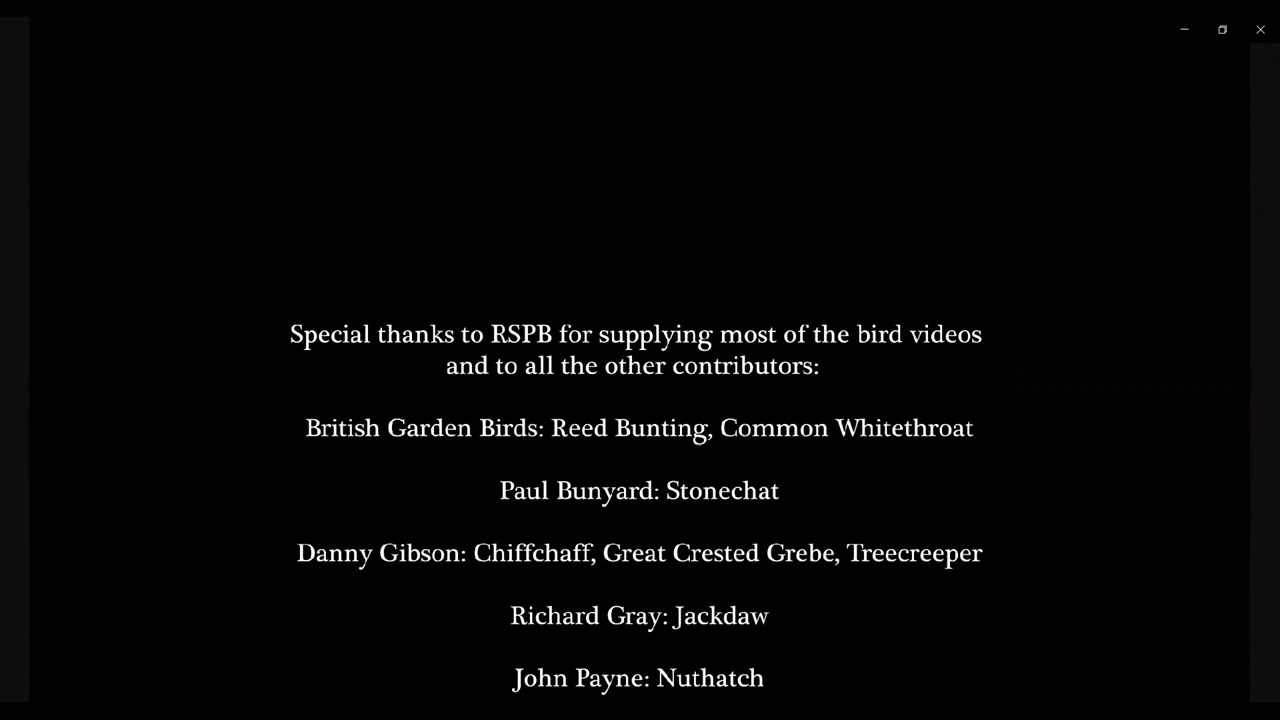 Special thanks to RSPB for supplying most of the bird videos
and to all the other contributors:
British Garden Birds: Reed Bunting, Common Whitethroat
Paul Bunyard: Stonechat
Danny Gibson: Chiffchaff, Great Crested Grebe, Treecreeper
Richard Gray: Jackdaw
John Payne: Nuthatch